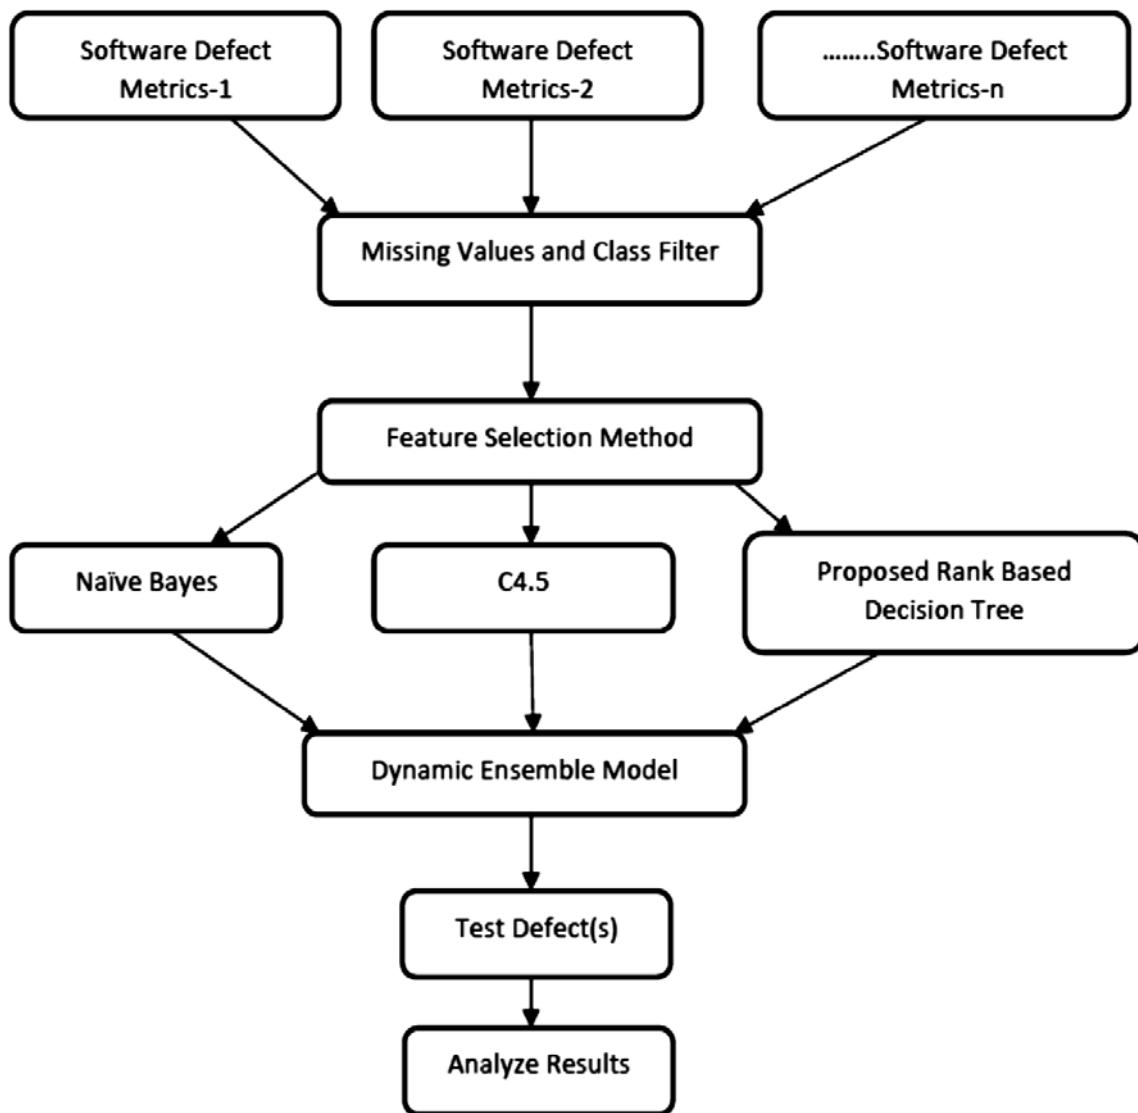 Software Defect
Metrics-1
Software Defect
Metrics-2
........Software Defect
Metrics-n
Missing Values and Class Filter
Feature Selection Method
Naïve Bayes
C4.5
Proposed Rank Based
Decision Tree
Dynamic Ensemble Model
Test Defect(s)
Analyze Results